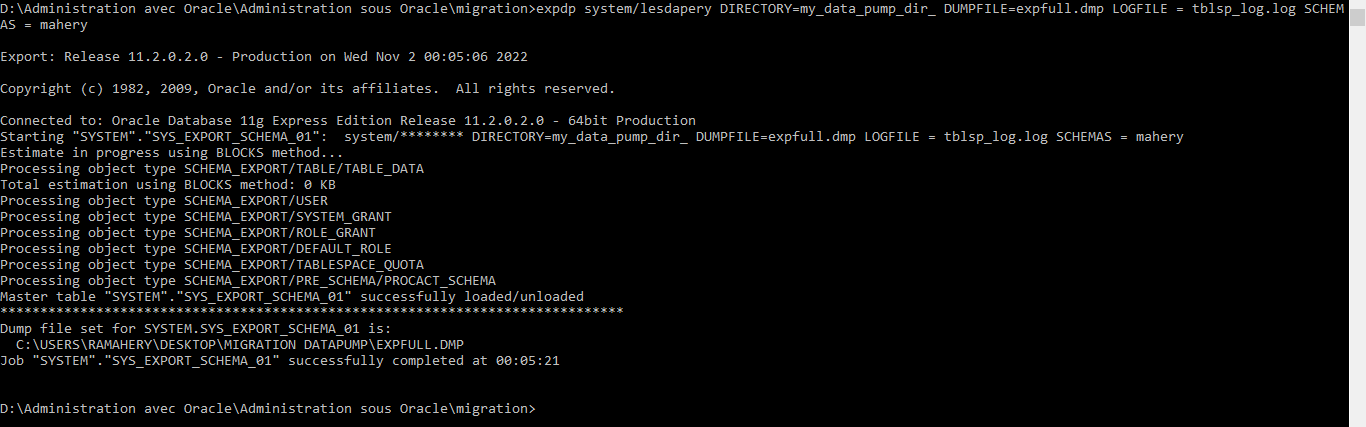 D:\Administration avec Oracle\Administration sous Oracle\migration>expdp system/lesdapery DIRECTORY=my_data_pump_dir_ DUMPFILE=expfull.dmp LOGFILE = tblsp_log.log SCHEM
AS = mahery
Export: Release 11.2.0.2.0 - Production on Wed Nov 2 00:05:06 2022
Copyright (c) 1982, 2009, Oracle and/or its affiliates.  All rights reserved.
Connected to: Oracle Database 11g Express Edition Release 11.2.0.2.0 - 64bit Production
Starting "SYSTEM"."SYS_EXPORT_SCHEMA_01":  system/******** DIRECTORY=my_data_pump_dir_ DUMPFILE=expfull.dmp LOGFILE = tblsp_log.log SCHEMAS = mahery
Estimate in progress using BLOCKS method...
Processing object type SCHEMA_EXPORT/TABLE/TABLE_DATA
Total estimation using BLOCKS method: 0 KB
Processing object type SCHEMA_EXPORT/USER
Processing object type SCHEMA_EXPORT/SYSTEM_GRANT
Processing object type SCHEMA_EXPORT/ROLE_GRANT
Processing object type SCHEMA_EXPORT/DEFAULT_ROLE
Processing object type SCHEMA_EXPORT/TABLESPACE_QUOTA
Processing object type SCHEMA_EXPORT/PRE_SCHEMA/PROCACT_SCHEMA
Master table "SYSTEM"."SYS_EXPORT_SCHEMA_01" successfully loaded/unloaded
******************************************************************************
Dump file set for SYSTEM.SYS_EXPORT_SCHEMA_01 is:
  C:\USERS\RAMAHERY\DESKTOP\MIGRATION DATAPUMP\EXPFULL.DMP
Job "SYSTEM"."SYS_EXPORT_SCHEMA_01" successfully completed at 00:05:21
D:\Administration avec Oracle\Administration sous Oracle\migration>